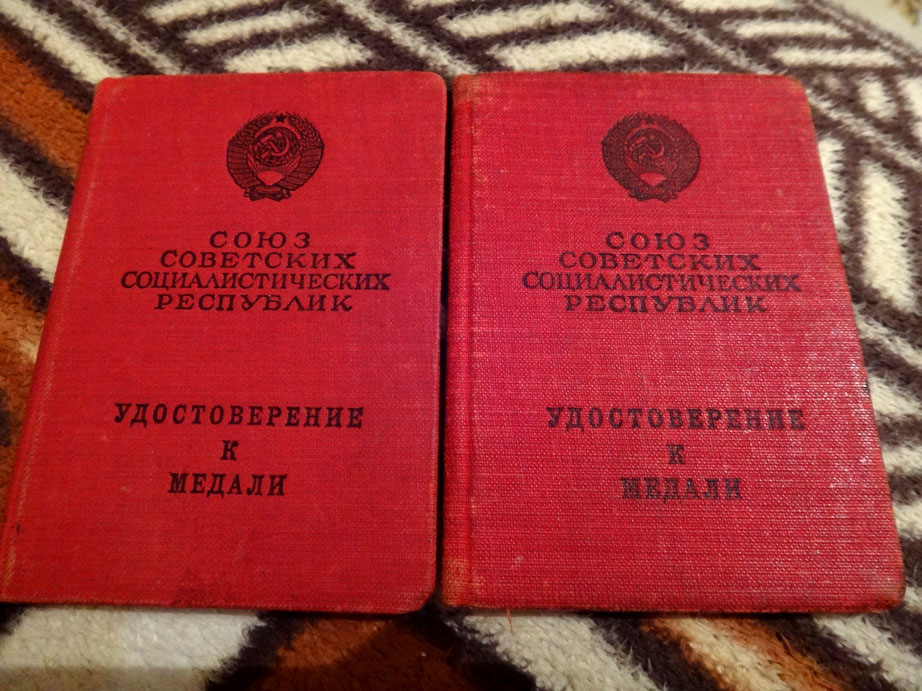 СОЮЗ
СОВЕТСКИХ
СОЦИАЛИСТИЧЕСКИХ
РЕСПУБЛИК
УДОСТОВЕРЕНИЕ
К
МЕДАЛИ
СОЮЗ
СОВЕТСКИХ
СОЦИАЛИСТИЧЕСКИХ
РЕСПУБЛИК
УДОСТОВЕРЕНИЕ
К
МЕДАЛИ